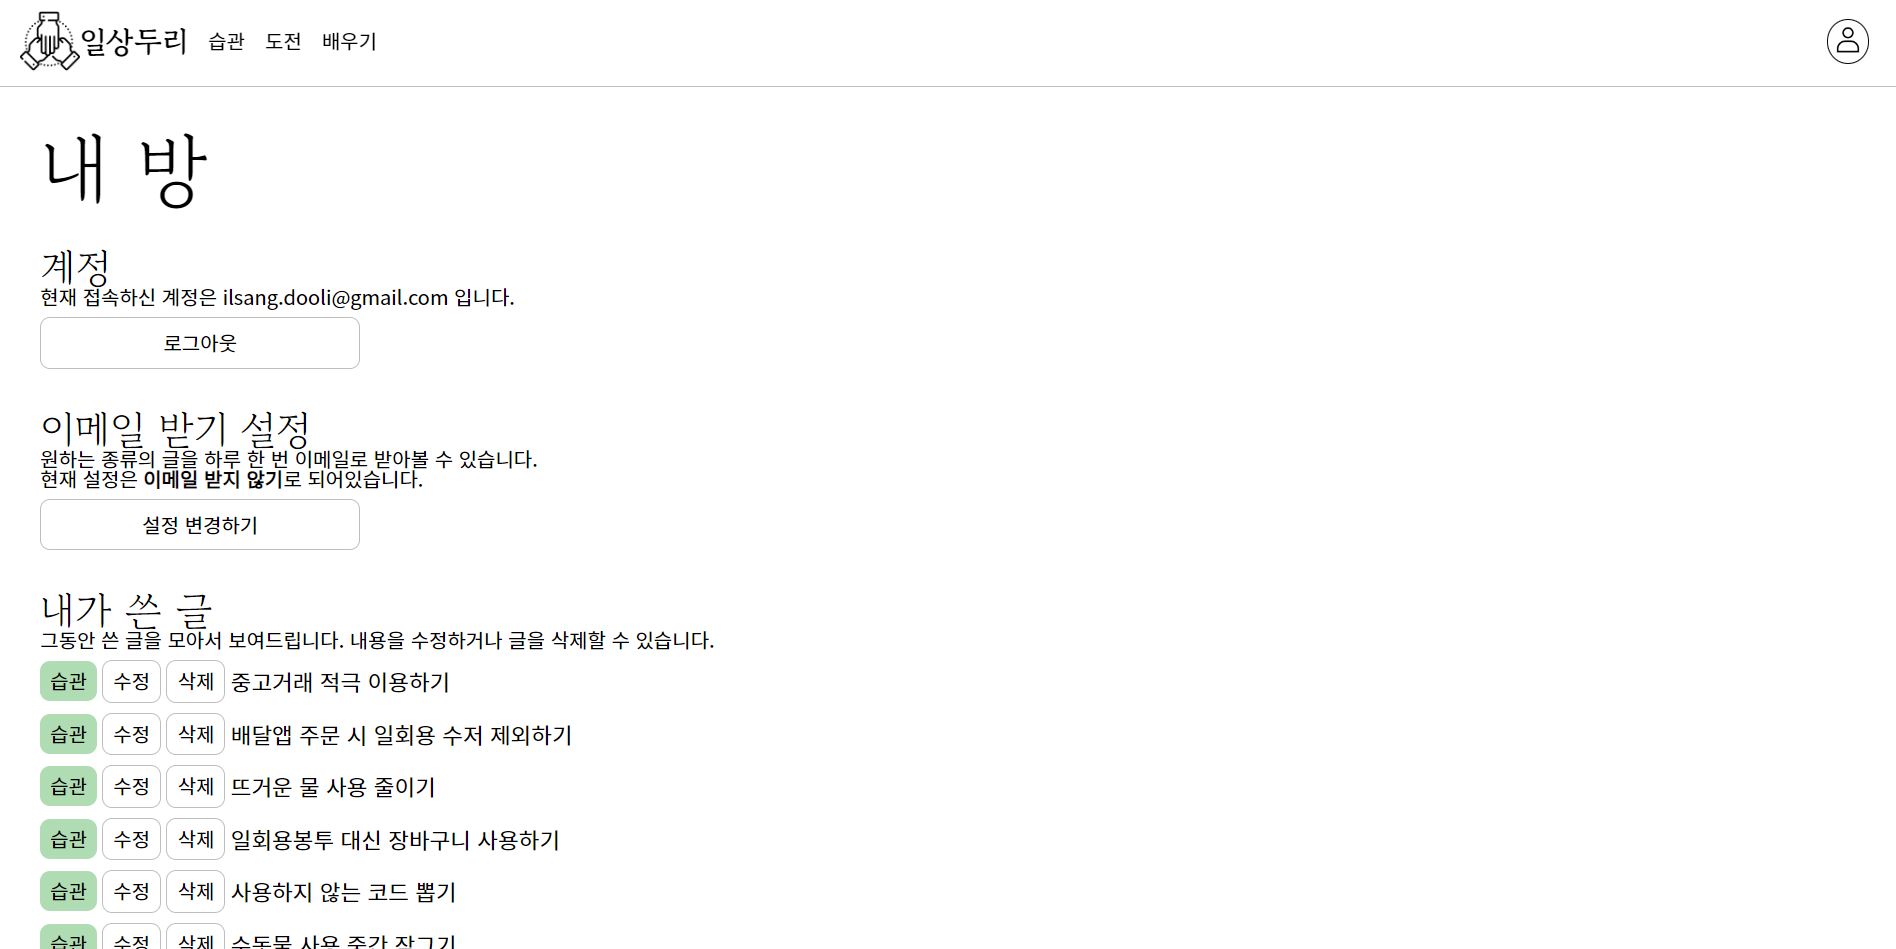 일상두리 습관 도전 배우기
내 방
계정
현재 접속하신 계정은 ilsang.dooli@gmail.com 입니다.
로그아웃
이메일 받기 설정
원하는 종류의 글을 하루 한 번 이메일로 받아볼 수 있습니다.
현재 설정은 이메일 받지 않기로 되어있습니다.
설정 변경하기
내가 쓴 글
그동안 쓴 글을 모아서 보여드립니다. 내용을 수정하거나 글을 삭제할 수 있습니다.
습관 수정 삭제 중고거래 적극 이용하기
습관 수정 삭제 배달앱 주문 시 일회용 수저 제외하기
습관 수정 삭제 뜨거운 물 사용 줄이기
습관 수정 삭제 일회용봉투 대신 장바구니 사용하기
습관 수정 삭제 사용하지 않는 코드 뽑기
습관 수정 삭제 수돗물 사용 중간 잠그기